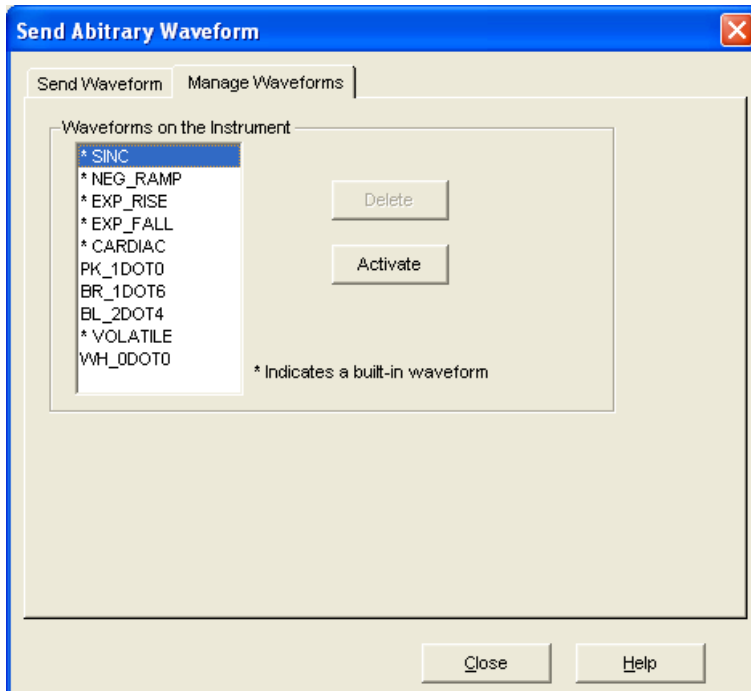 Send Abitrary Waveform
Send Waveform
Manage Waveforms
Waveforms on the Instrument
* SINC
* NEG_RAMP
* EXP_RISE
* EXP_FALL
* CARDIAC
PK_1DOT0
BR_1DOT6
BL_2DOT4
* VOLATILE
WH_0DOT0
Delete
Activate
* Indicates a built-in waveform
Close
Help